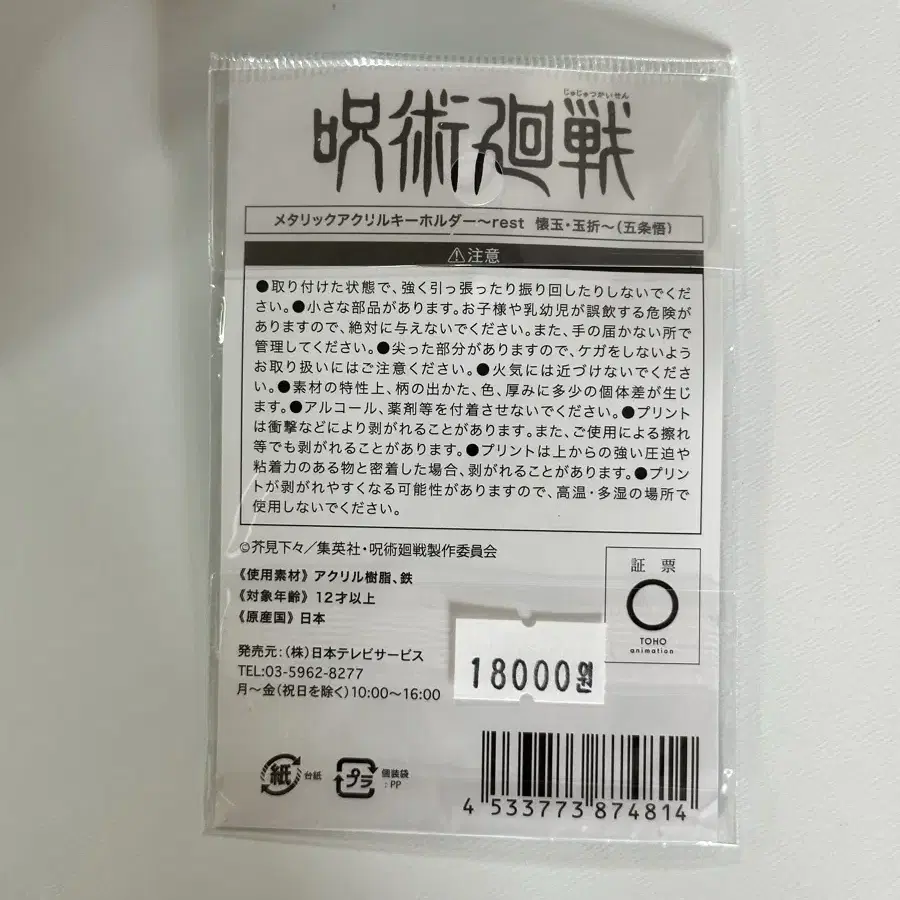 じゅじゅつかいせん
呪術廻戦
メタリックアクリルキーホルダー〜rest 懐玉・玉折〜(五条悟)
⚠注意
●取り付けた状態で、強く引っ張ったり振り回したりしないでくだ
さい。●小さな部品があります。お子様や乳幼児が誤飲する危険が
ありますので、絶対に与えないでください。また、手の届かない所で
管理してください。●尖った部分がありますので、ケガをしないよう
お取り扱いにはご注意ください。●火気には近づけないでくださ
い。●素材の特性上、柄の出かた、色、厚みに多少の個体差が生じ
ます。●アルコール、薬剤等を付着させないでください。●プリント
は衝撃などにより剥がれることがあります。また、ご使用による擦れ
等でも剥がれることがあります。●プリントは上からの強い圧迫や
粘着力のある物と密着した場合、剥がれることがあります。●プリン
トが剥がれやすくなる可能性がありますので、高温・多湿の場所で
使用しないでください。
©芥見下々/集英社・呪術廻戦製作委員会
《使用素材》アクリル樹脂、鉄
《対象年齢》12才以上
《原産国》日本
証票
TOHO
animation
発売元:(株)日本テレビサービス
TEL:03-5962-8277
月〜金(祝日を除く)10:00〜16:00
18000원
紙 台紙
プラ 個装袋
:PP
4 533773 874814